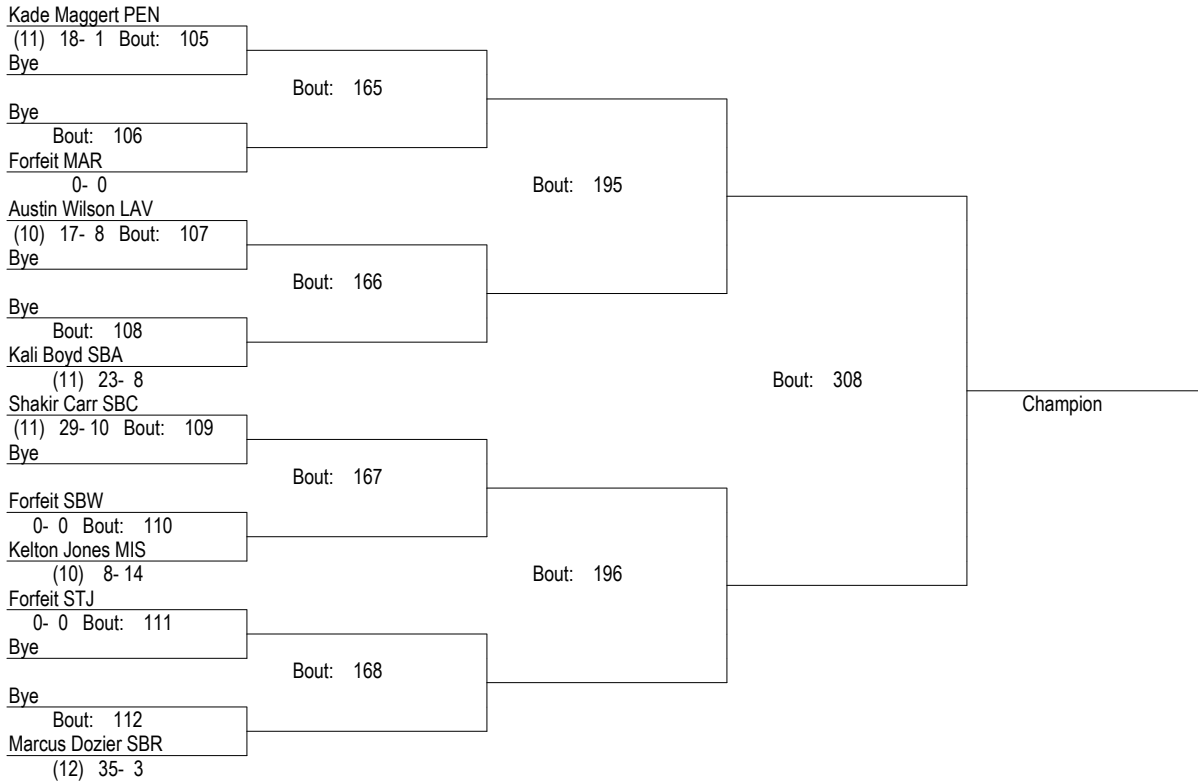 Kade Maggert PEN
(11) 18- 1 Bout: 105
Bye
Bout: 165
Bye
Bout: 106
Forfeit MAR
0- 0
Bout: 195
Austin Wilson LAV
(10) 17- 8 Bout: 107
Bye
Bout: 166
Bye
Bout: 108
Kali Boyd SBA
(11) 23- 8
Bout: 308
Shakir Carr SBC
Champion
(11) 29- 10 Bout: 109
Bye
Bout: 167
Forfeit SBW
0- 0 Bout: 110
Kelton Jones MIS
(10) 8- 14
Bout: 196
Forfeit STJ
0- 0 Bout: 111
Bye
Bout: 168
Bye
Bout: 112
Marcus Dozier SBR
(12) 35- 3